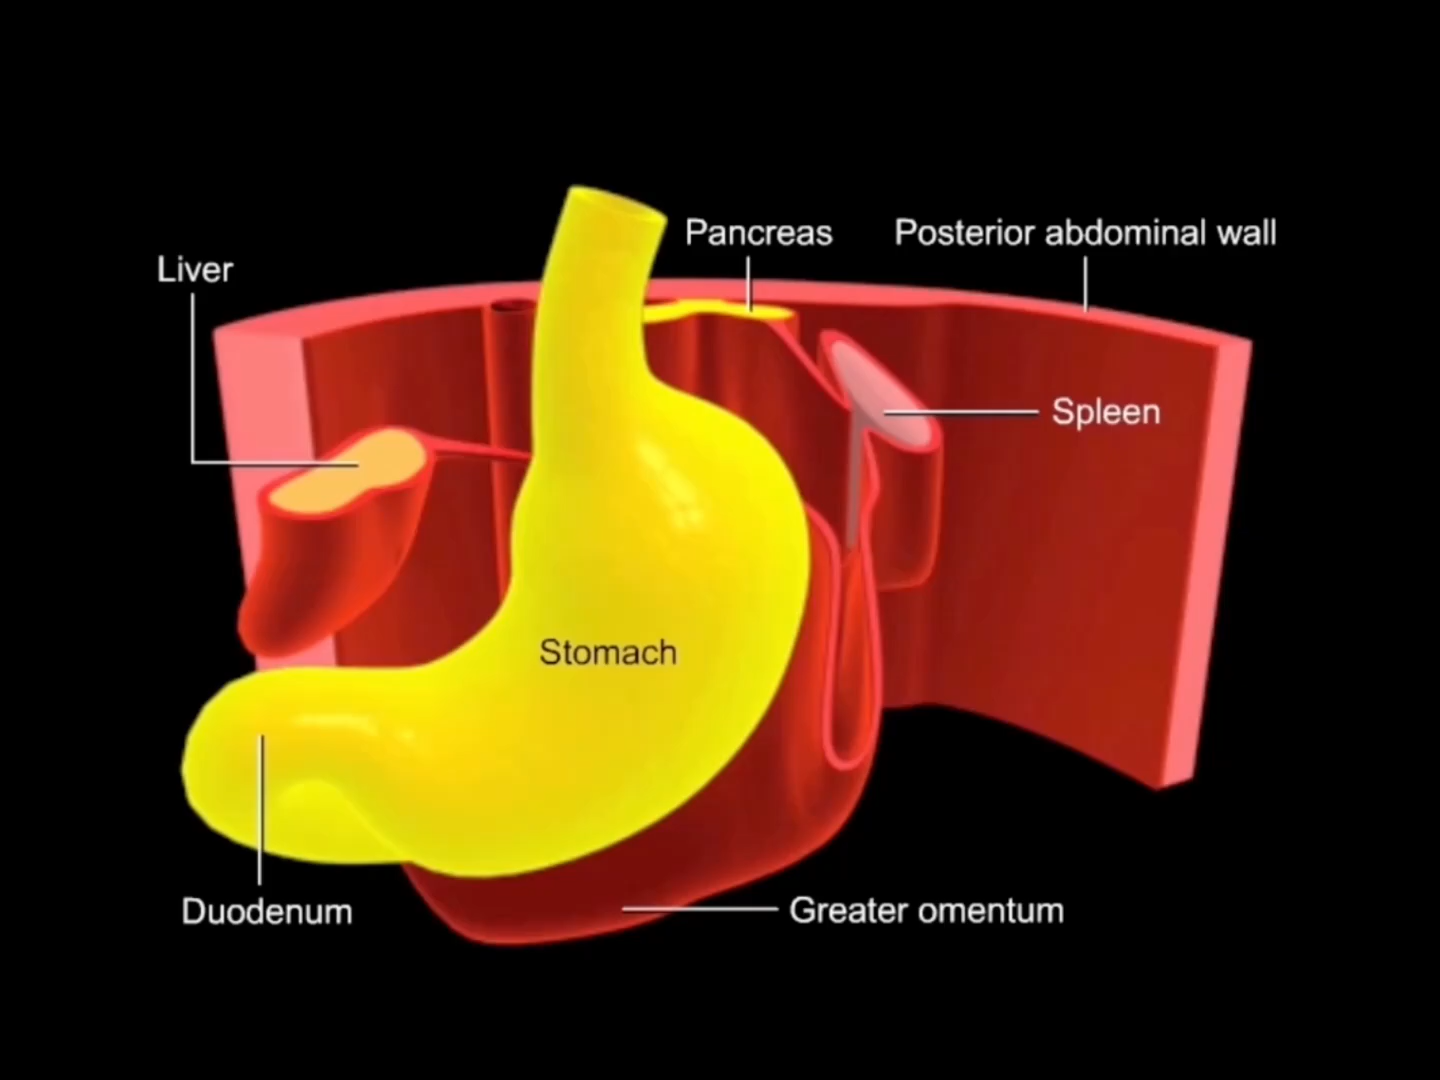 Pancreas
Posterior abdominal wall
Liver
Spleen
Stomach
Duodenum
Greater omentum